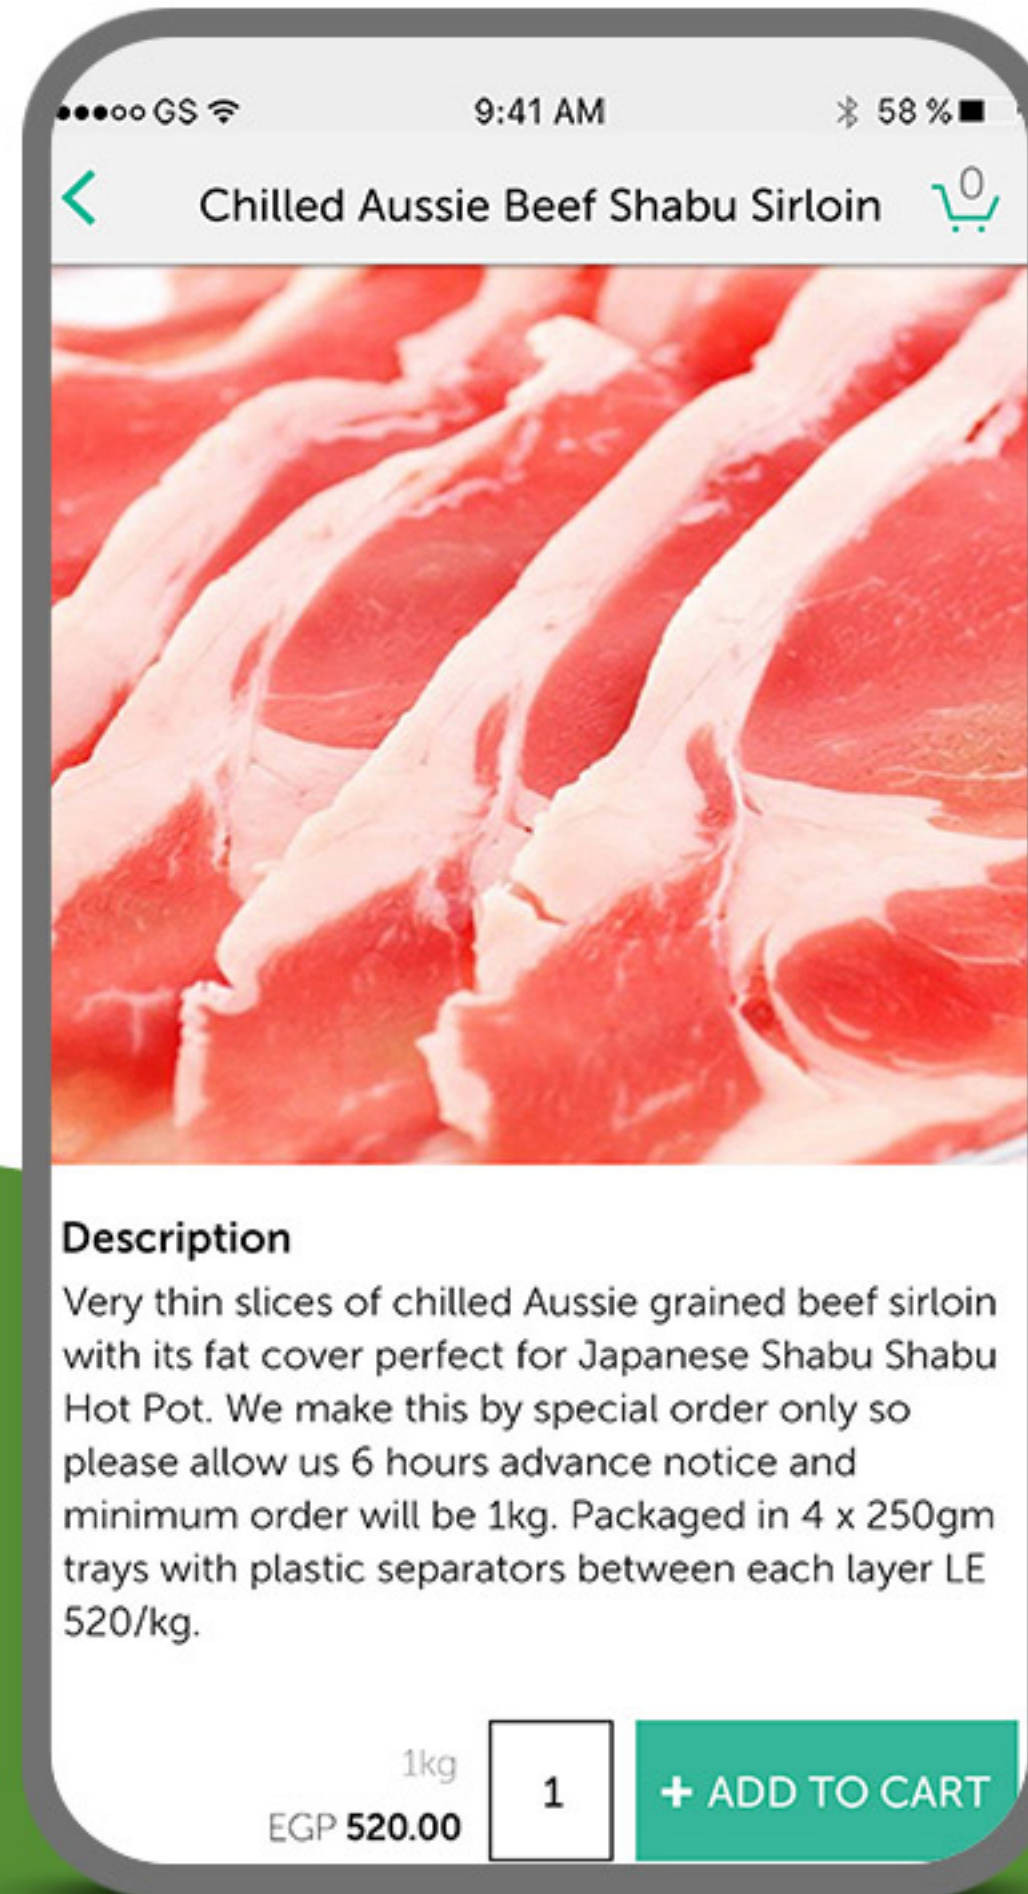 GS 9:41 AM 58 %
Chilled Aussie Beef Shabu Sirloin 0
Description
Very thin slices of chilled Aussie grained beef sirloin
with its fat cover perfect for Japanese Shabu Shabu
Hot Pot. We make this by special order only so
please allow us 6 hours advance notice and
minimum order will be 1kg. Packaged in 4 x 250gm
trays with plastic separators between each layer LE
520/kg.
1kg
EGP 520.00
1
+ ADD TO CART